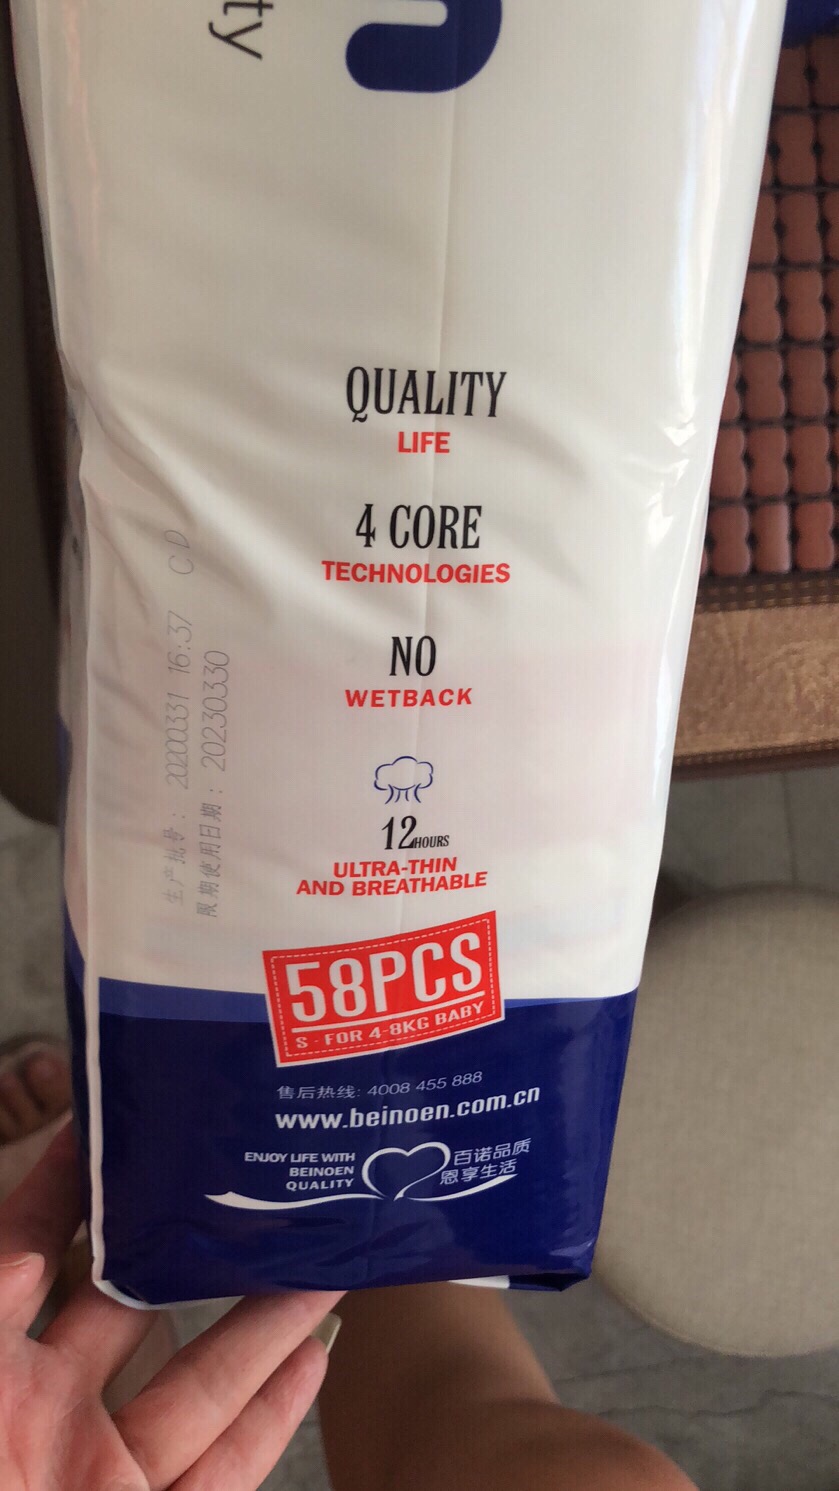 ty
QUALITY
LIFE
4 CORE
TECHNOLOGIES
NO
WETBACK
12HOURS
ULTRA-THIN
AND BREATHABLE
生产批号： 20200331 16:37 CD
限期使用日期： 20230330
58PCS
S - FOR 4-8KG BABY
售后热线: 4008 455 888
www.beinoen.com.cn
ENJOY LIFE WITH
BEINOEN
QUALITY
百诺品质
恩享生活